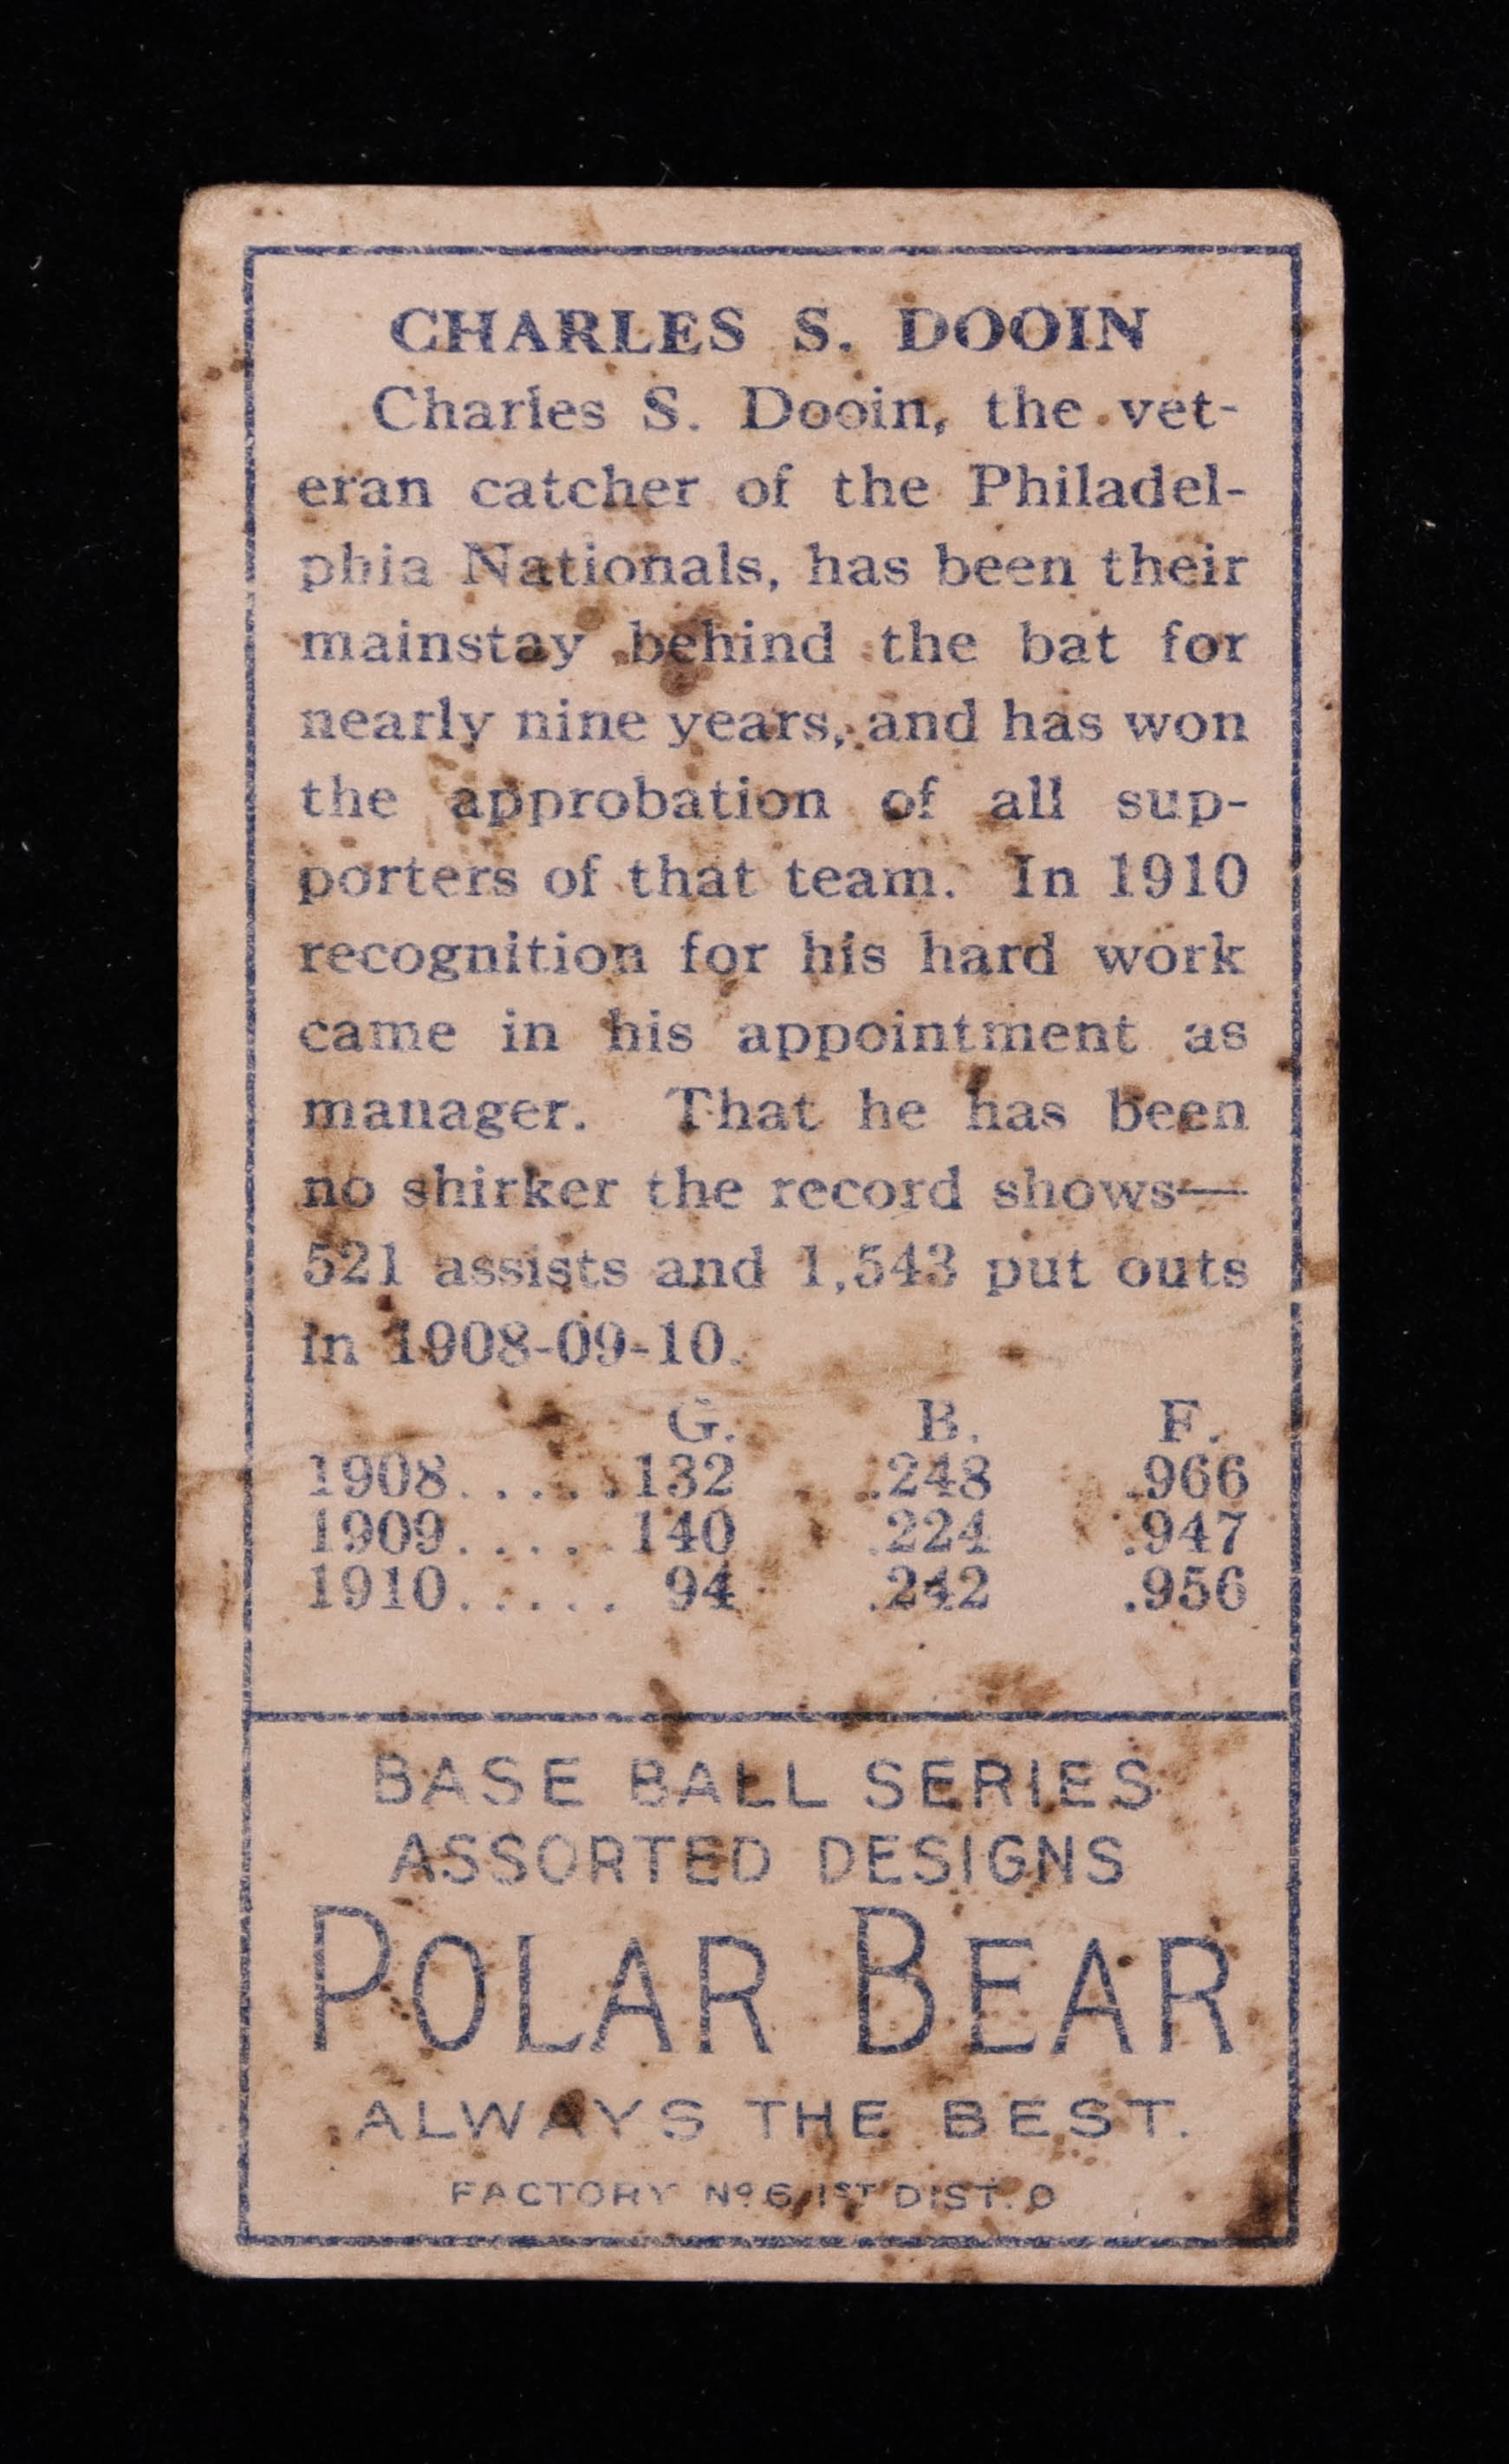 CHARLES S. DOOIN
Charles S. Dooin, the vet-
eran catcher of the Philadel-
phia Nationals, has been their
mainstay behind the bat for
nearly nine years, and has won
the approbation of all sup-
porters of that team. In 1910
recognition for his hard work
came in his appointment as
manager. That he has been
no shirker the record shows—
521 assists and 1,543 put outs
in 1908-09-10.
G. B. F.
1908......132 .248 .966
1909......140 .224 .947
1910...... 94 .242 .956
BASE BALL SERIES
ASSORTED DESIGNS
POLAR BEAR
ALWAYS THE BEST.
FACTORY Nº 6, 1ST DIST. O